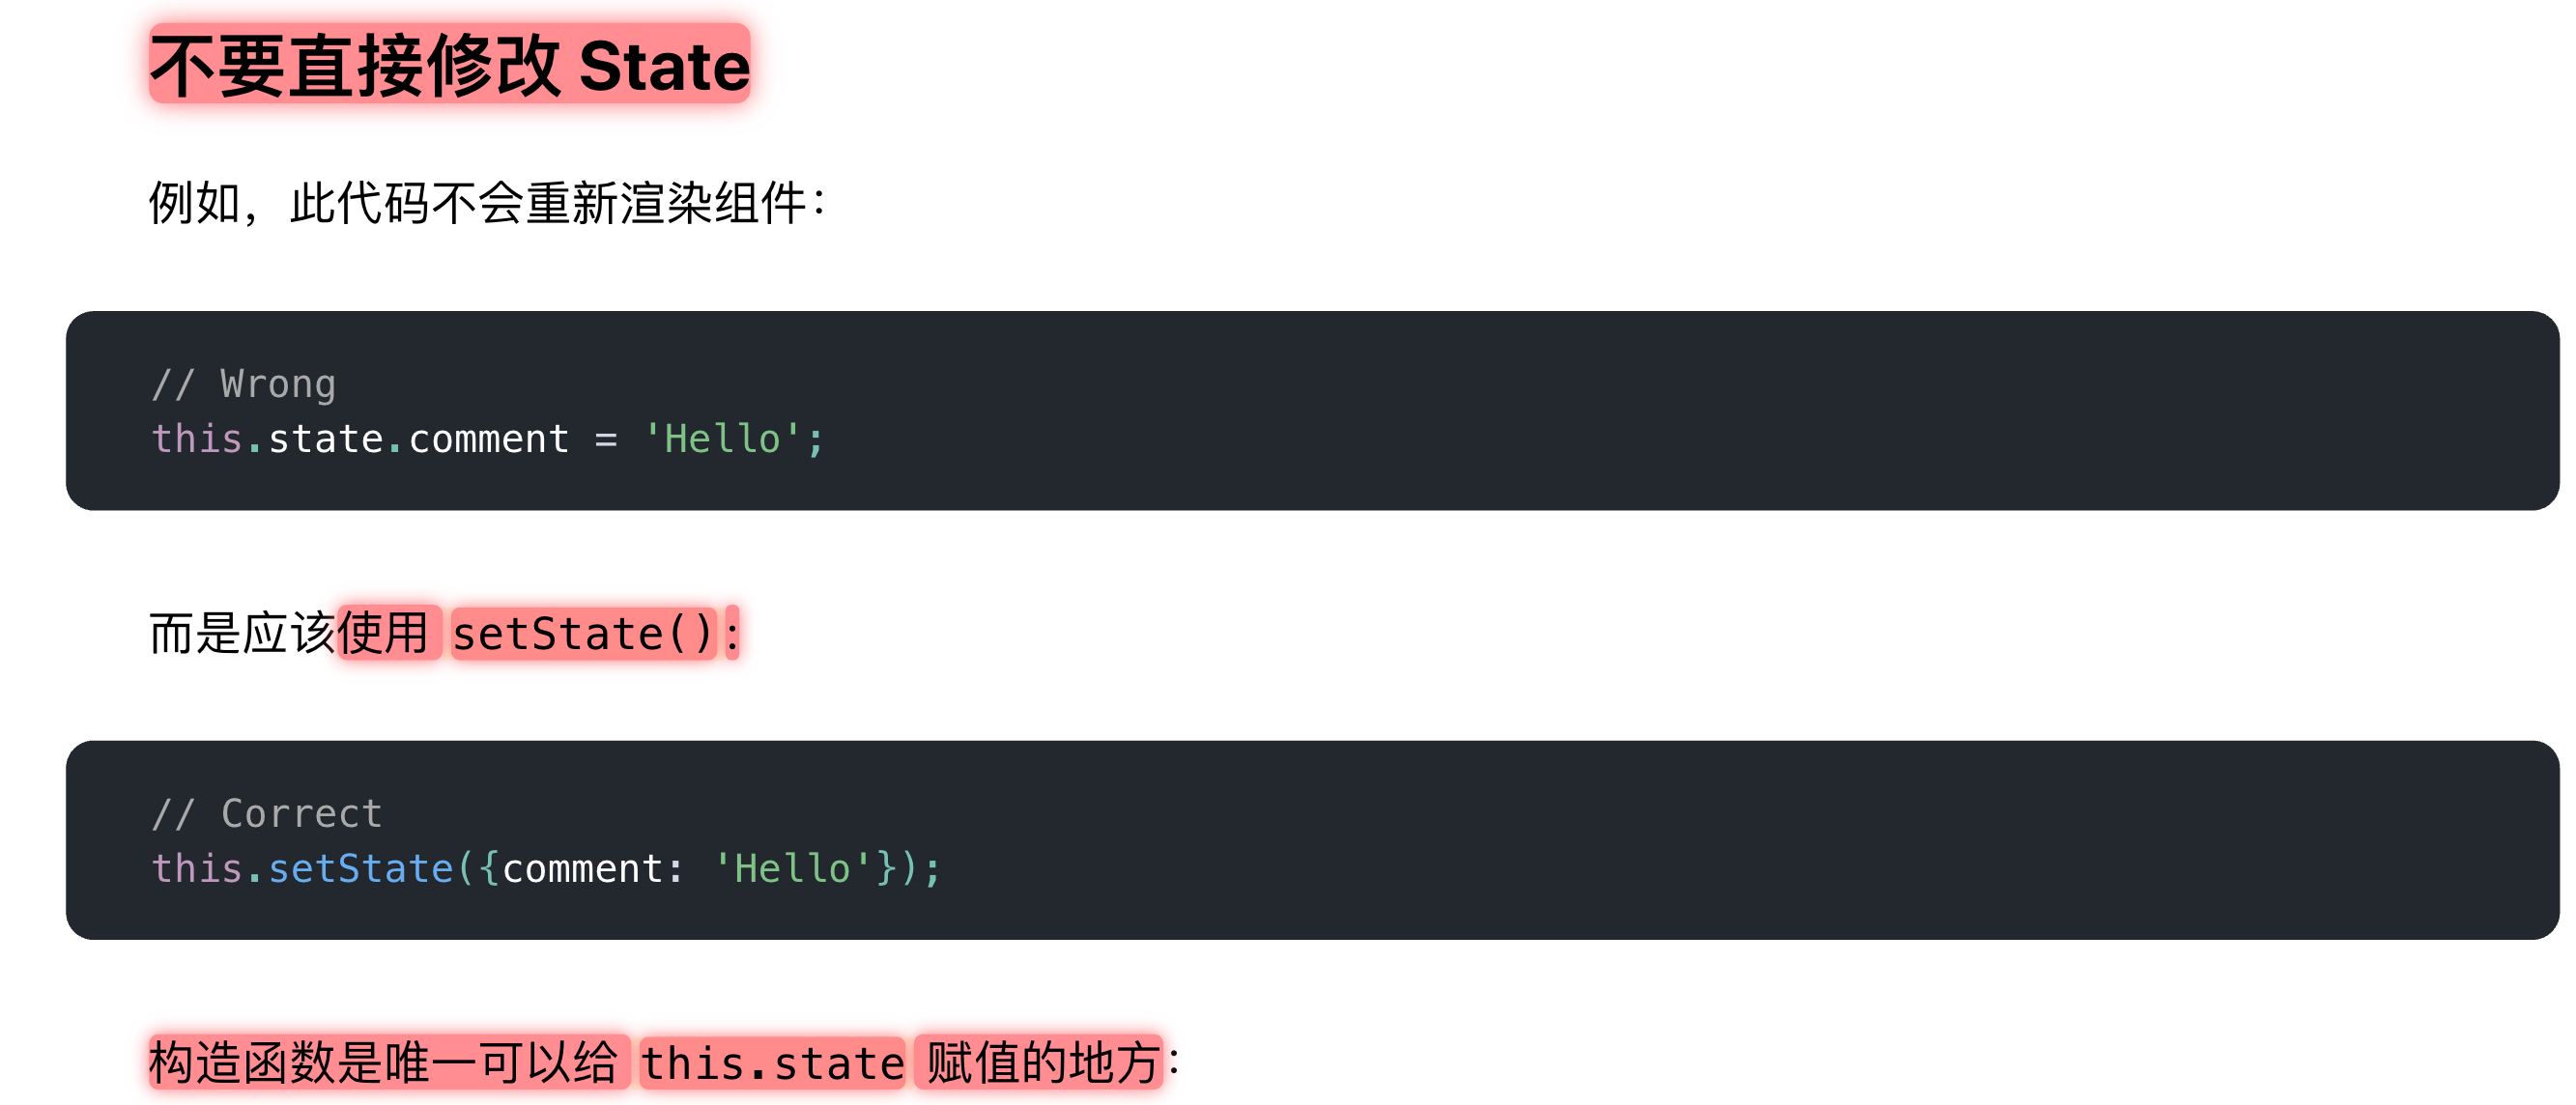 不要直接修改 State
例如，此代码不会重新渲染组件：
// Wrong
this.state.comment = 'Hello';
而是应该使用 setState():
// Correct
this.setState({comment: 'Hello'});
构造函数是唯一可以给 this.state 赋值的地方：